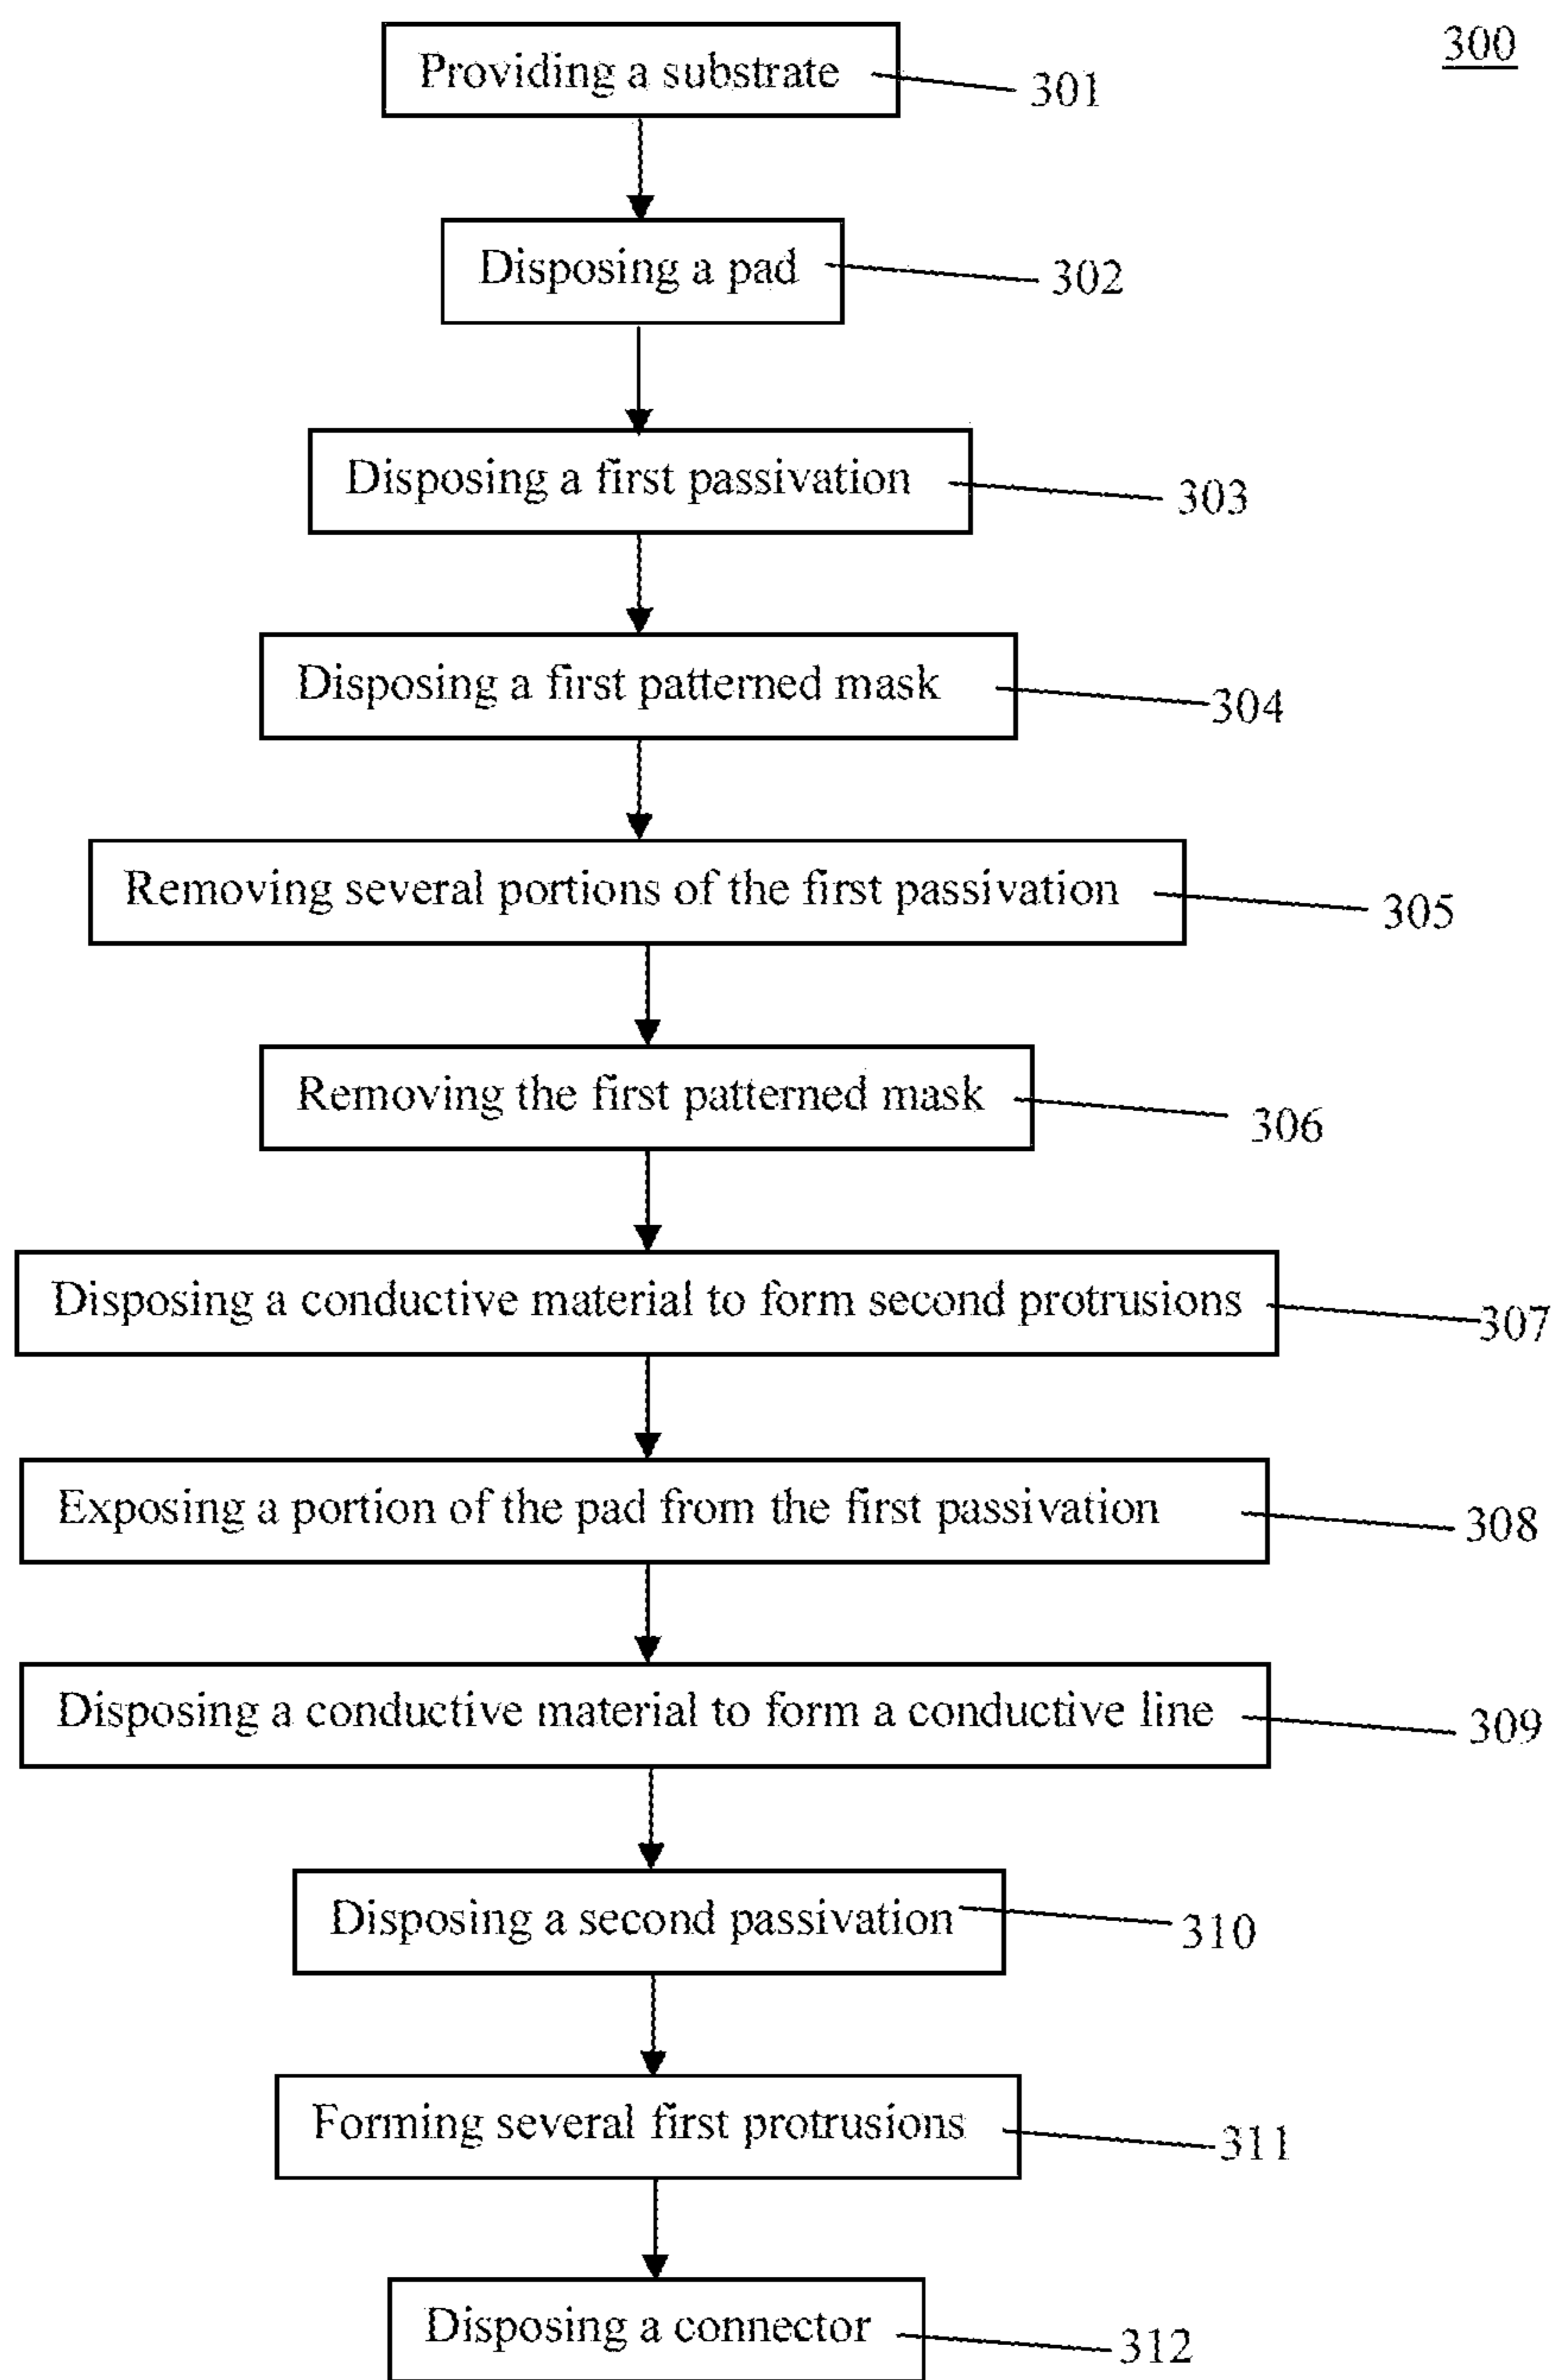 300
Providing a substrate
301
Disposing a pad
302
Disposing a first passivation
303
Disposing a first patterned mask
304
Removing several portions of the first passivation
305
Removing the first patterned mask
306
Disposing a conductive material to form second protrusions
307
Exposing a portion of the pad from the first passivation
308
Disposing a conductive material to form a conductive line
309
Disposing a second passivation
310
Forming several first protrusions
311
Disposing a connector
312